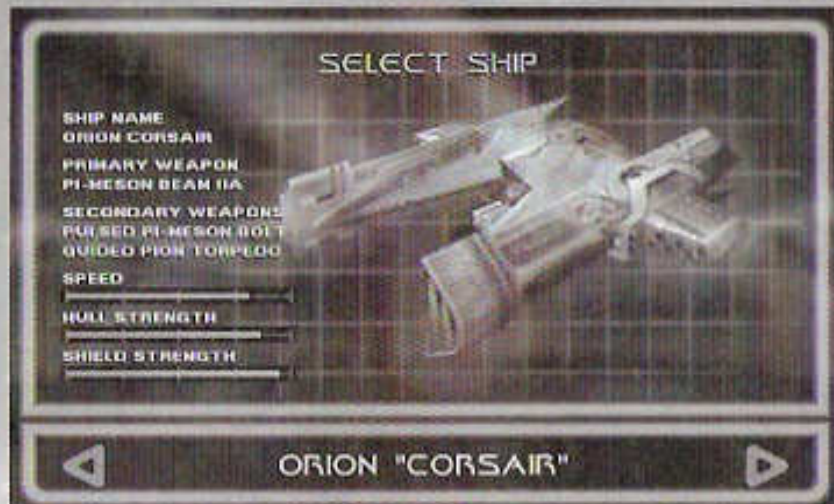 SELECT SHIP
SHIP NAME
ORION CORSAIR
PRIMARY WEAPON
PI-MESON BEAM IIA
SECONDARY WEAPONS
PULSED PI-MESON BOLT
GUIDED PION TORPEDO
SPEED
HULL STRENGTH
SHIELD STRENGTH
ORION "CORSAIR"